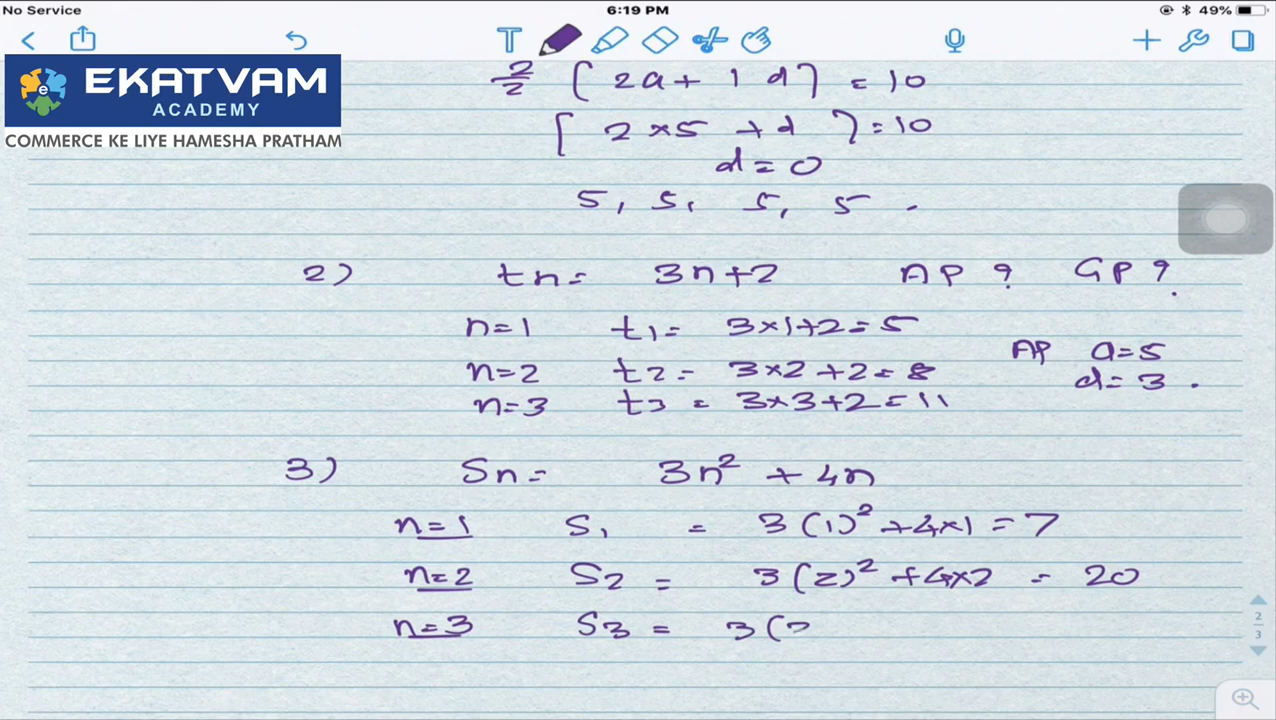 No Service
6:19 PM
49%
T
EKATVAM
ACADEMY
COMMERCE KE LIYE HAMESHA PRATHAM
2/2 [2a + 1 d] = 10
[2 × 5 + d] = 10
d = 0
5, 5, 5, 5 .
2) tn = 3n+2 AP ? GP ?
n=1 t1 = 3×1+2 = 5
AP a=5
n=2 t2 = 3×2 +2 = 8
d = 3 .
n=3 t3 = 3×3+2 = 11
3) Sn = 3n² + 4n
n=1 S1 = 3(1)² +4×1 = 7
n=2 S2 = 3(2)² +4×2 = 20
n=3 S3 = 3(
2
3